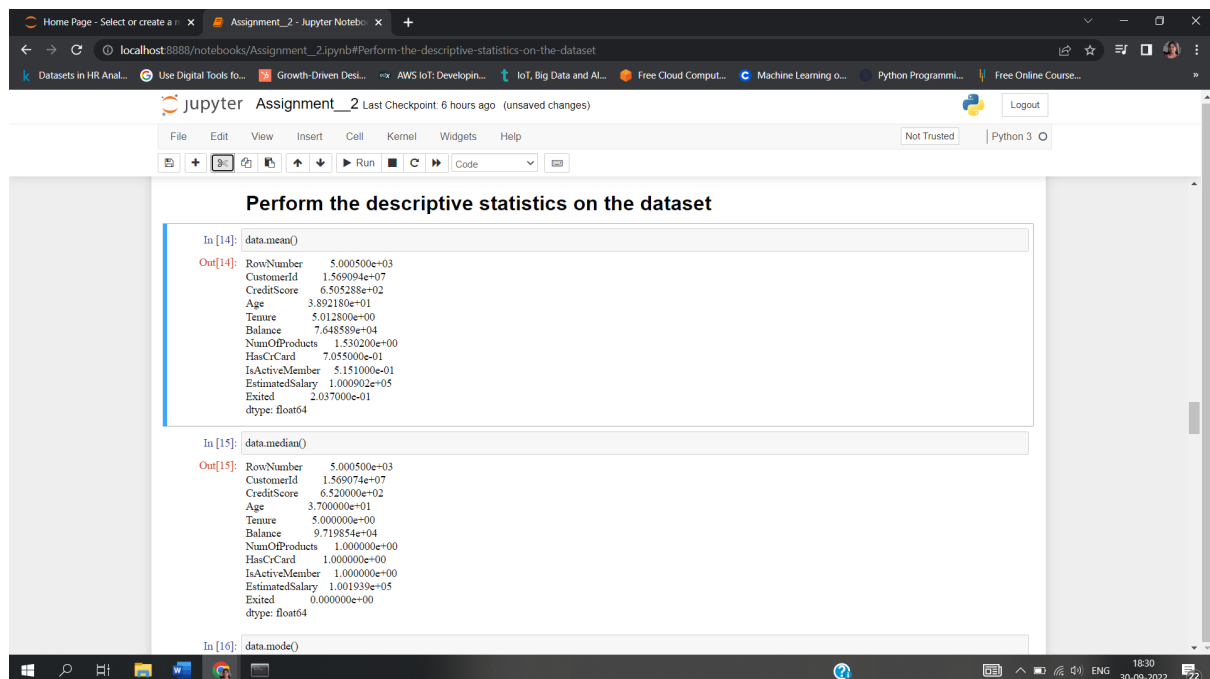 Home Page - Select or create a n
Assignment_2 - Jupyter Noteboo
localhost:8888/notebooks/Assignment_2.ipynb#Perform-the-descriptive-statistics-on-the-dataset
Datasets in HR Anal... Use Digital Tools fo... Growth-Driven Desi... AWS IoT: Developin... IoT, Big Data and AI... Free Cloud Comput... Machine Learning o... Python Programmi... Free Online Course... »
jupyter Assignment__2 Last Checkpoint: 6 hours ago (unsaved changes) Logout
File Edit View Insert Cell Kernel Widgets Help Not Trusted Python 3
Run Code
Perform the descriptive statistics on the dataset
In [14]: data.mean()
Out[14]: RowNumber 5.000500e+03
CustomerId 1.569094e+07
CreditScore 6.505288e+02
Age 3.892180e+01
Tenure 5.012800e+00
Balance 7.648589e+04
NumOfProducts 1.530200e+00
HasCrCard 7.055000e-01
IsActiveMember 5.151000e-01
EstimatedSalary 1.000902e+05
Exited 2.037000e-01
dtype: float64
In [15]: data.median()
Out[15]: RowNumber 5.000500e+03
CustomerId 1.569074e+07
CreditScore 6.520000e+02
Age 3.700000e+01
Tenure 5.000000e+00
Balance 9.719854e+04
NumOfProducts 1.000000e+00
HasCrCard 1.000000e+00
IsActiveMember 1.000000e+00
EstimatedSalary 1.001939e+05
Exited 0.000000e+00
dtype: float64
In [16]: data.mode()
ENG 18:30
30-09-2022 22